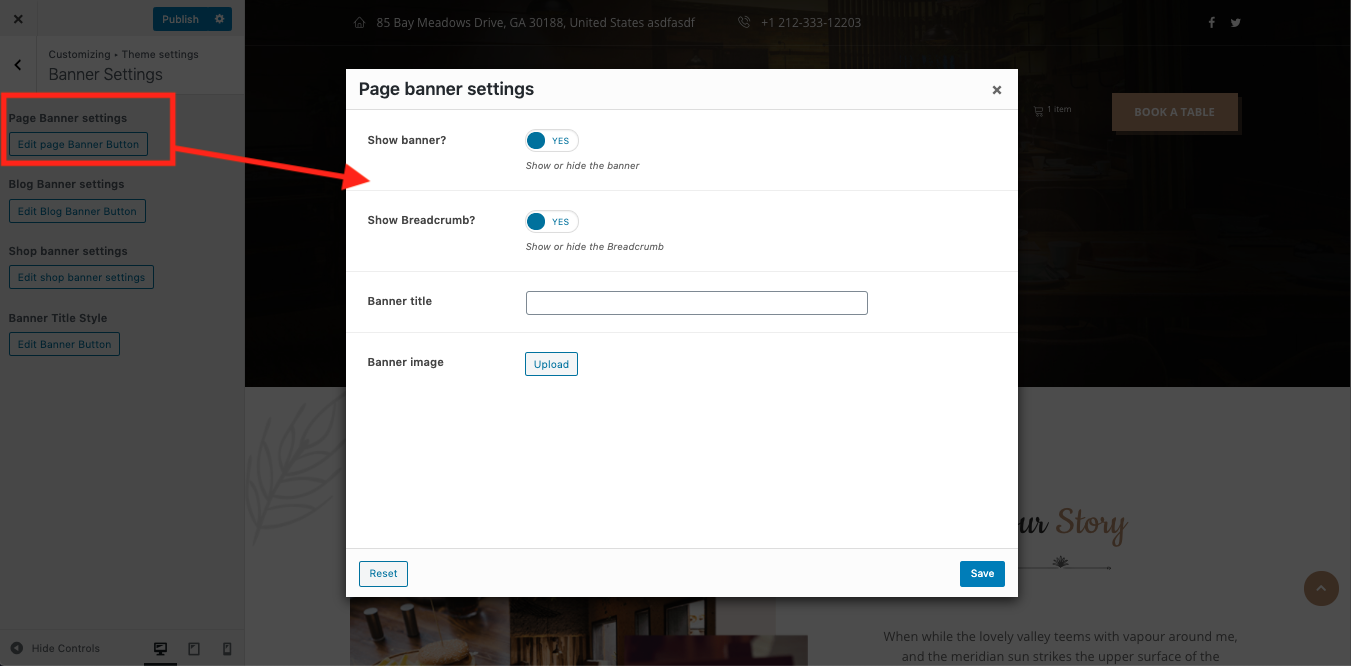 Publish
Customizing • Theme settings
Banner Settings
Page Banner settings
Edit page Banner Button
Blog Banner settings
Edit Blog Banner Button
Shop banner settings
Edit shop banner settings
Banner Title Style
Edit Banner Button
Hide Controls
85 Bay Meadows Drive, GA 30188, United States asdfasdf
+1 212-333-12203
1 item
BOOK A TABLE
Page banner settings
Show banner?
YES
Show or hide the banner
Show Breadcrumb?
YES
Show or hide the Breadcrumb
Banner title
Banner image
Upload
Reset
Save
our Story
When while the lovely valley teems with vapour around me,
and the meridian sun strikes the upper surface of the